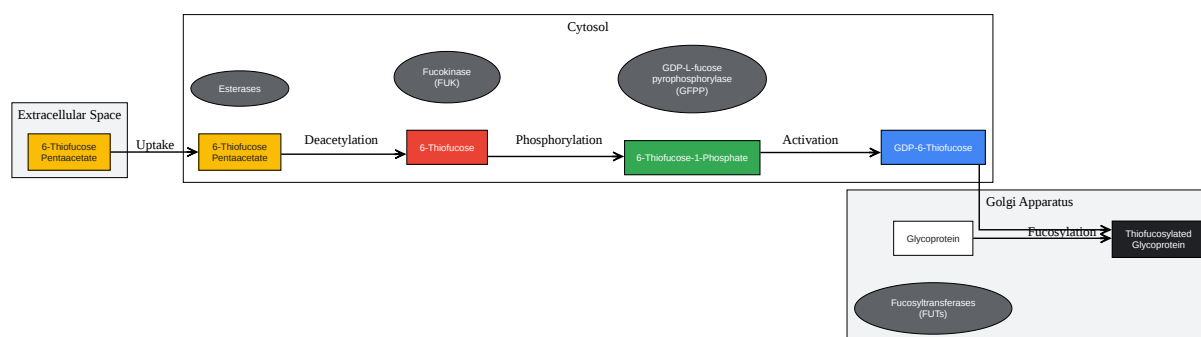 Cytosol
Esterases
Fucokinase
(FUK)
GDP-L-fucose
pyrophosphorylase
(GFPP)
Extracellular Space
6-Thiofucose
Pentaacetate
Uptake
6-Thiofucose
Pentaacetate
Deacetylation
6-Thiofucose
Phosphorylation
6-Thiofucose-1-Phosphate
Activation
GDP-6-Thiofucose
Golgi Apparatus
Glycoprotein
Fucosylation
Thiofucosylated
Glycoprotein
Fucosyltransferases
(FUTs)